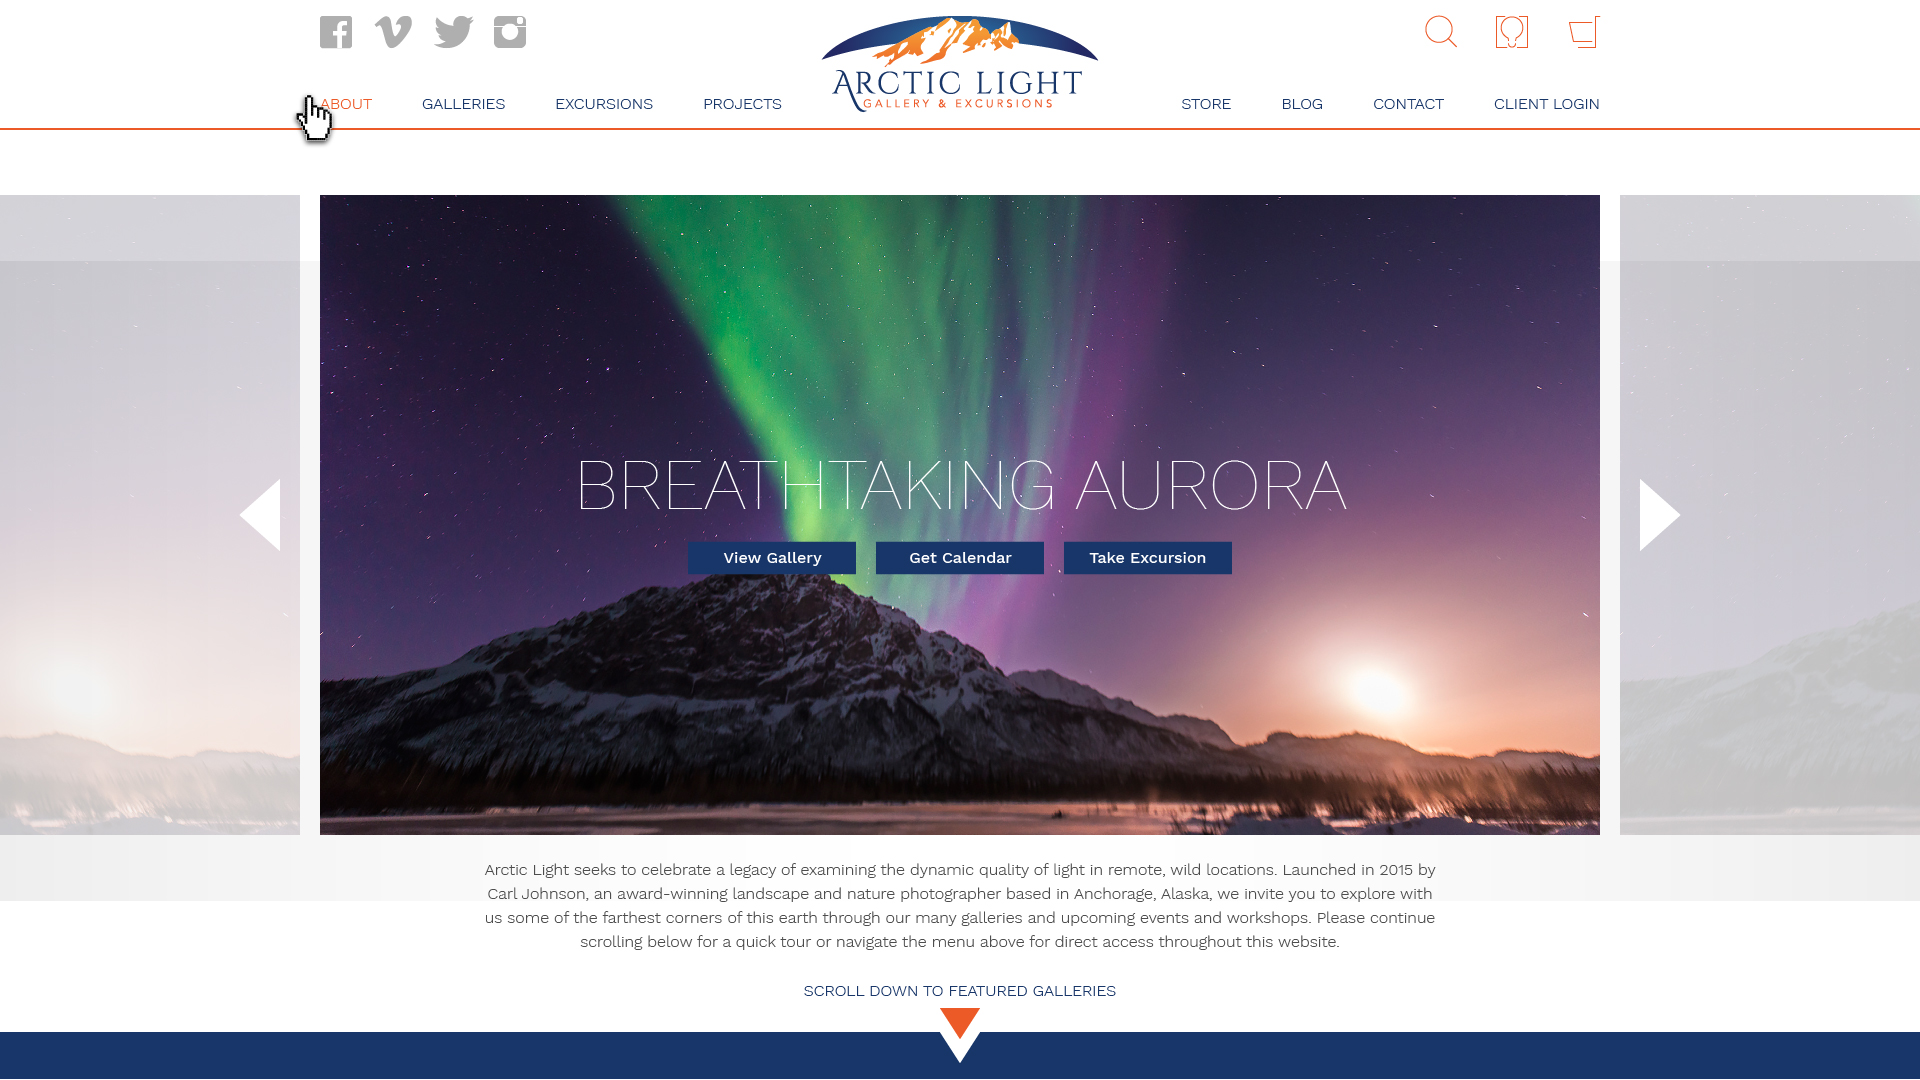 ARCTIC LIGHT
GALLERY & EXCURSIONS
ABOUT
GALLERIES
EXCURSIONS
PROJECTS
STORE
BLOG
CONTACT
CLIENT LOGIN
BREATHTAKING AURORA
View Gallery
Get Calendar
Take Excursion
Arctic Light seeks to celebrate a legacy of examining the dynamic quality of light in remote, wild locations. Launched in 2015 by
Carl Johnson, an award-winning landscape and nature photographer based in Anchorage, Alaska, we invite you to explore with
us some of the farthest corners of this earth through our many galleries and upcoming events and workshops. Please continue
scrolling below for a quick tour or navigate the menu above for direct access throughout this website.
SCROLL DOWN TO FEATURED GALLERIES